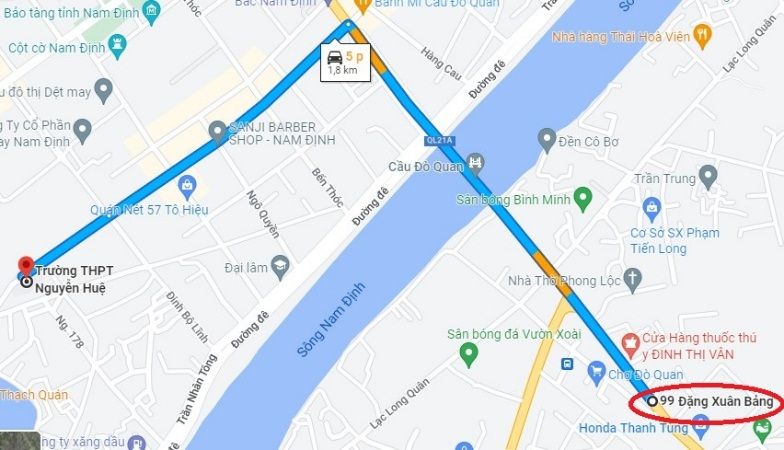 Bắc Nam Định
Bánh Mì Cầu Đò Quan
Bảo tàng tỉnh Nam Định
Cột cờ Nam Định
5 p
1,8 km
Hàng Cau
Nhà hàng Thái Hoà Viên
Lạc Long Quân
Đường đê
u đô thị Dệt may
SANJI BARBER
SHOP - NAM ĐỊNH
ng Ty Cổ Phần
ay Nam Định
QL21A
Đền Cô Bơ
Cầu Đò Quan
Bến Thóc
Trần Trung
Quán Nét 57 Tô Hiệu
Sân bóng Bình Minh
Ngô Quyền
Đường đê
Cơ Sở SX Phạm
Tiến Long
Trường THPT
Nguyễn Huệ
Đại lâm
Nhà Thờ Phong Lộc
Sông Nam Định
Đinh Bộ Lĩnh
Ng. 178
Đường đê
Sân bóng đá Vườn Xoài
Cửa Hàng thuốc thú
y ĐINH THỊ VÂN
Trần Nhân Tông
Chợ Đò Quan
Thạch Quán
Lạc Long Quân
99 Đặng Xuân Bảng
Honda Thanh Tùng
ng ty xăng dầu